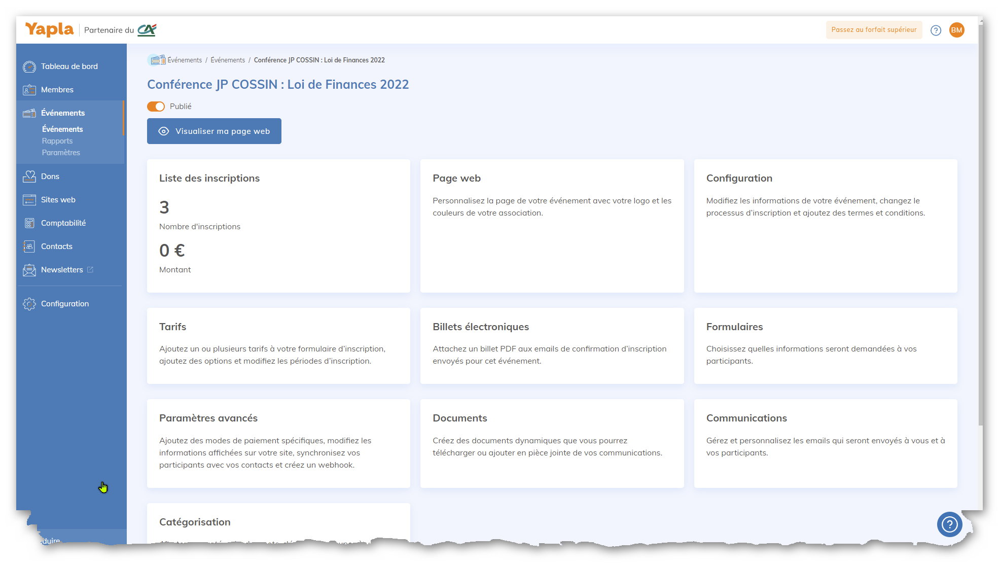 Yapla Partenaire du CA
Passez au forfait supérieur
?
BM
Tableau de bord
Membres
Événements
Événements
Rapports
Paramètres
Dons
Sites web
Comptabilité
Contacts
Newsletters
Configuration
duire
Événements / Événements / Conférence JP COSSIN : Loi de Finances 2022
Conférence JP COSSIN : Loi de Finances 2022
Publié
Visualiser ma page web
Liste des inscriptions
3
Nombre d'inscriptions
0 €
Montant
Page web
Personnalisez la page de votre événement avec votre logo et les
couleurs de votre association.
Configuration
Modifiez les informations de votre événement, changez le
processus d’inscription et ajoutez des termes et conditions.
Tarifs
Ajoutez un ou plusieurs tarifs à votre formulaire d’inscription,
ajoutez des options et modifiez les périodes d’inscription.
Billets électroniques
Attachez un billet PDF aux emails de confirmation d’inscription
envoyés pour cet événement.
Formulaires
Choisissez quelles informations seront demandées à vos
participants.
Paramètres avancés
Ajoutez des modes de paiement spécifiques, modifiez les
informations affichées sur votre site, synchronisez vos
participants avec vos contacts et créez un webhook.
Documents
Créez des documents dynamiques que vous pourrez
télécharger ou ajouter en pièce jointe de vos communications.
Communications
Gérez et personnalisez les emails qui seront envoyés à vous et à
vos participants.
Catégorisation
?